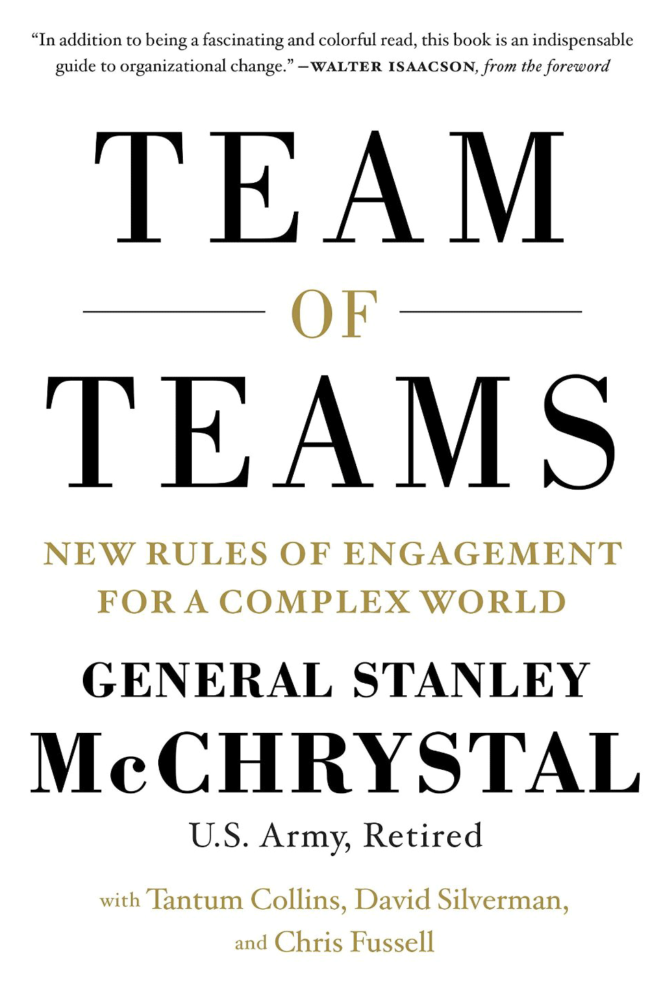 “In addition to being a fascinating and colorful read, this book is an indispensable
guide to organizational change.” —WALTER ISAACSON, from the foreword
TEAM
OF
TEAMS
NEW RULES OF ENGAGEMENT
FOR A COMPLEX WORLD
GENERAL STANLEY
McCHRYSTAL
U.S. Army, Retired
with Tantum Collins, David Silverman,
and Chris Fussell